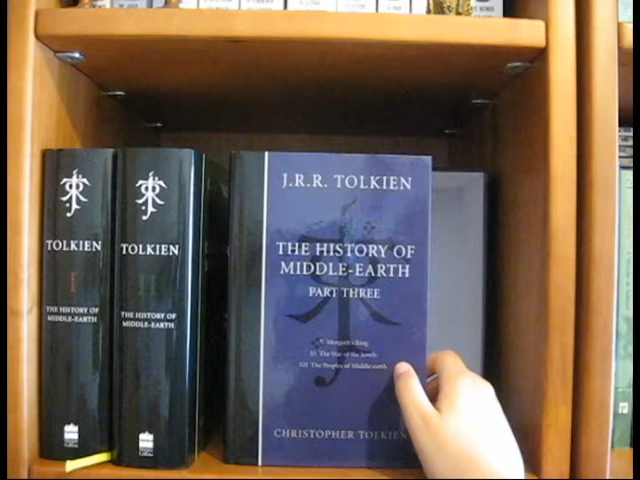 TOLKIEN
I
THE HISTORY OF
MIDDLE-EARTH
TOLKIEN
II
THE HISTORY OF
MIDDLE-EARTH
J.R.R. TOLKIEN
THE HISTORY OF
MIDDLE-EARTH
PART THREE
X Morgoth's Ring
XI The War of the Jewels
XII The Peoples of Middle-earth
CHRISTOPHER TOLKIEN